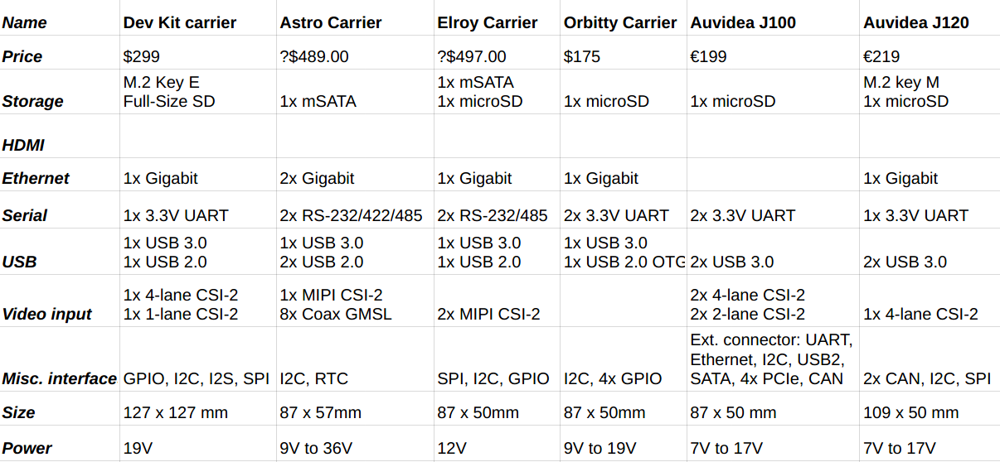 Name Dev Kit carrier Astro Carrier Elroy Carrier Orbitty Carrier Auvidea J100 Auvidea J120
Price $299 ?$489.00 ?$497.00 $175 €199 €219
M.2 Key E 1x mSATA M.2 key M
Storage Full-Size SD 1x mSATA 1x microSD 1x microSD 1x microSD 1x microSD
HDMI
Ethernet 1x Gigabit 2x Gigabit 1x Gigabit 1x Gigabit 1x Gigabit
Serial 1x 3.3V UART 2x RS-232/422/485 2x RS-232/485 2x 3.3V UART 2x 3.3V UART 1x 3.3V UART
1x USB 3.0 1x USB 3.0 1x USB 3.0 1x USB 3.0
USB 1x USB 2.0 2x USB 2.0 1x USB 2.0 1x USB 2.0 OTG 2x USB 3.0 2x USB 3.0
1x 4-lane CSI-2 1x MIPI CSI-2 2x 4-lane CSI-2
Video input 1x 1-lane CSI-2 8x Coax GMSL 2x MIPI CSI-2 2x 2-lane CSI-2 1x 4-lane CSI-2
Ext. connector: UART,
Ethernet, I2C, USB2,
Misc. interface GPIO, I2C, I2S, SPI I2C, RTC SPI, I2C, GPIO I2C, 4x GPIO SATA, 4x PCIe, CAN 2x CAN, I2C, SPI
Size 127 x 127 mm 87 x 57mm 87 x 50mm 87 x 50mm 87 x 50 mm 109 x 50 mm
Power 19V 9V to 36V 12V 9V to 19V 7V to 17V 7V to 17V